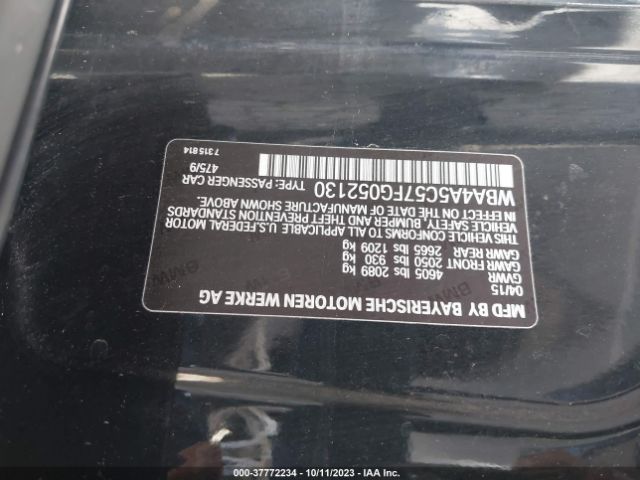 MFD BY BAYERISCHE MOTOREN WERKE AG
04/15
GVWR
4605 lbs 2089 kg
GAWR FRONT 2050 lbs 930 kg
GAWR REAR 2665 lbs 1209 kg
THIS VEHICLE CONFORMS TO ALL APPLICABLE U.S.FEDERAL MOTOR
VEHICLE SAFETY, BUMPER AND THEFT PREVENTION STANDARDS
IN EFFECT ON THE DATE OF MANUFACTURE SHOWN ABOVE.
WBA4A5C57FG052130 TYPE: PASSENGER CAR
475/9
7315814
BMW
BMW
000-37772234 - 10/11/2023 - IAA Inc.